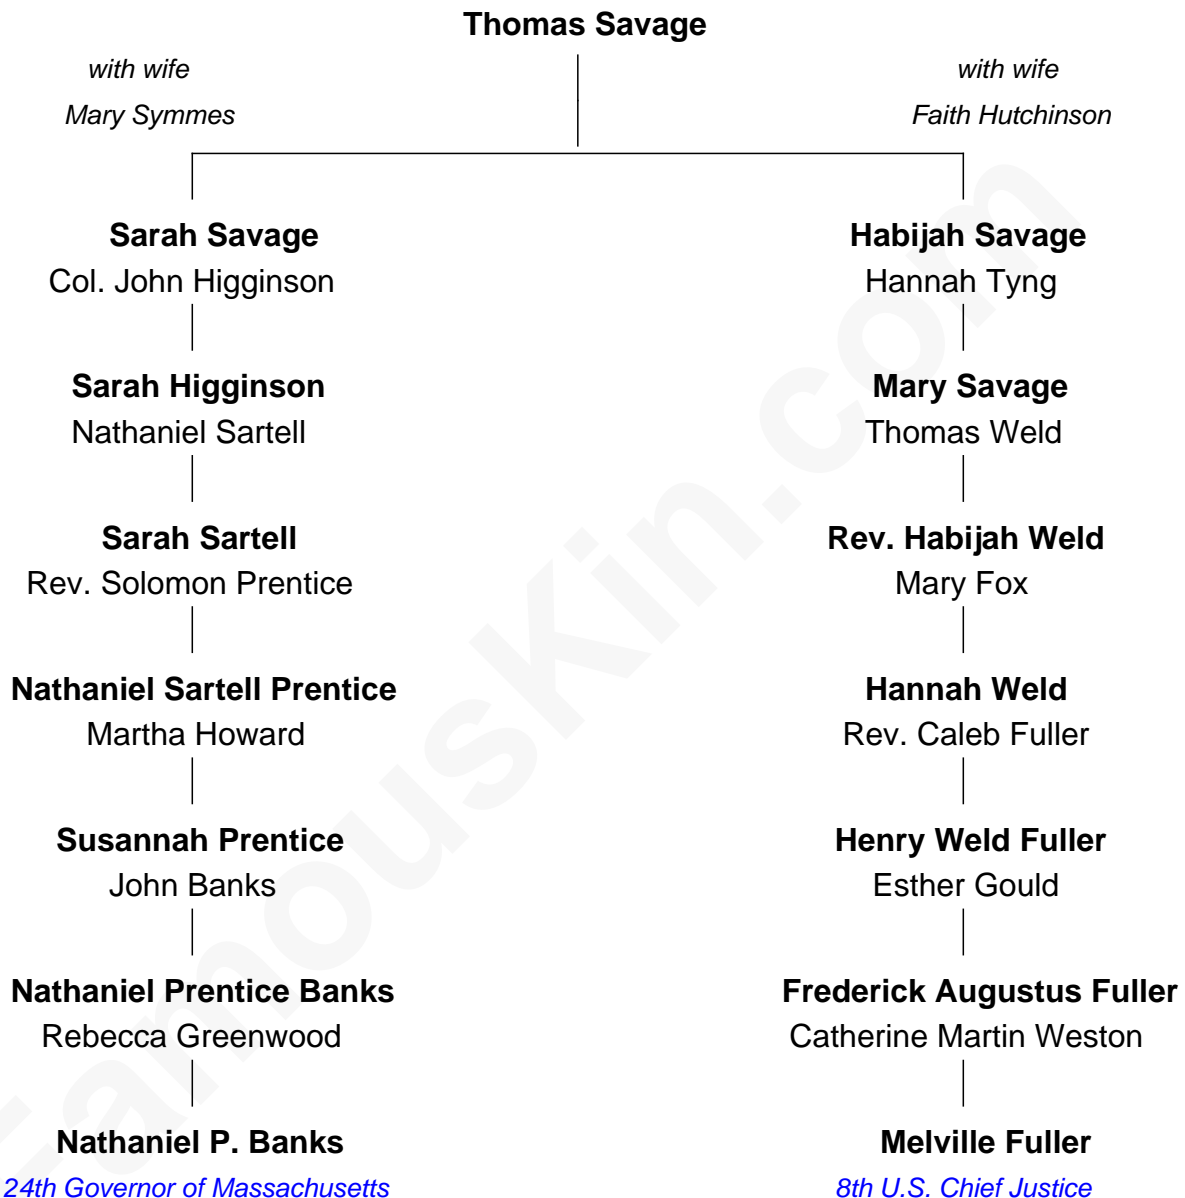 Thomas Savage
with wife
Mary Symmes
with wife
Faith Hutchinson
Sarah Savage
Col. John Higginson
Habijah Savage
Hannah Tyng
Sarah Higginson
Nathaniel Sartell
Mary Savage
Thomas Weld
Sarah Sartell
Rev. Solomon Prentice
Rev. Habijah Weld
Mary Fox
Nathaniel Sartell Prentice
Martha Howard
Hannah Weld
Rev. Caleb Fuller
Susannah Prentice
John Banks
Henry Weld Fuller
Esther Gould
Nathaniel Prentice Banks
Rebecca Greenwood
Frederick Augustus Fuller
Catherine Martin Weston
Nathaniel P. Banks
24th Governor of Massachusetts
Melville Fuller
8th U.S. Chief Justice
FamousKin.com